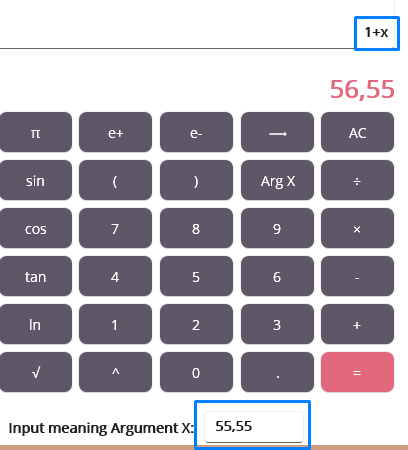 1+x
56,55
π e+ e- ⟶ AC
sin ( ) Arg X ÷
cos 7 8 9 ×
tan 4 5 6 -
ln 1 2 3 +
√ ^ 0 . =
Input meaning Argument X: 55,55